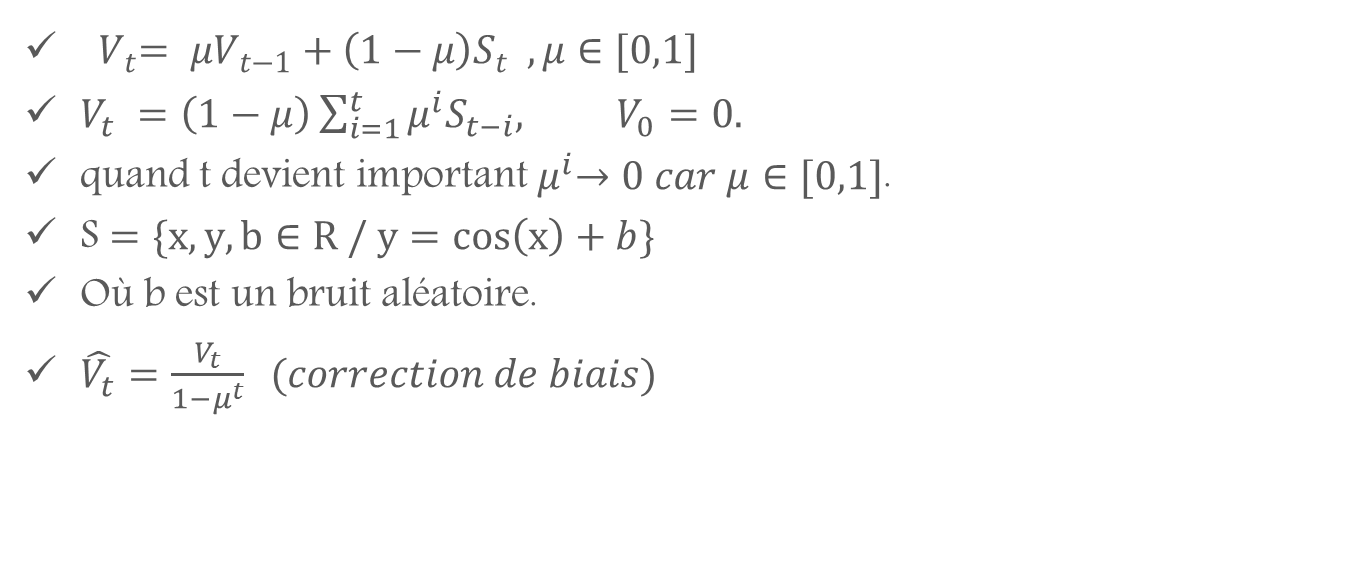 ✓ V_t = μV_{t−1} + (1 − μ)S_t , μ ∈ [0,1]
✓ V_t = (1 − μ) ∑_{i=1}^{t} μ^i S_{t−i}, V_0 = 0.
✓ quand t devient important μ^i → 0 car μ ∈ [0,1].
✓ S = {x, y, b ∈ R / y = cos(x) + b}
✓ Où b est un bruit aléatoire.
✓ V̂_t = V_t / (1−μ^t) (correction de biais)